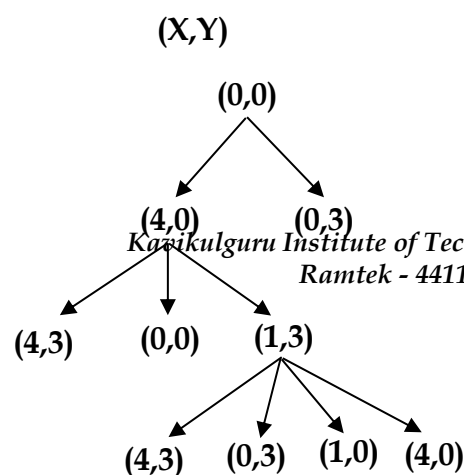 (X,Y)
(0,0)
(4,0) (0,3)
Kavikulguru Institute of Tec
Ramtek - 4411
(4,3) (0,0) (1,3)
(4,3) (0,3) (1,0) (4,0)